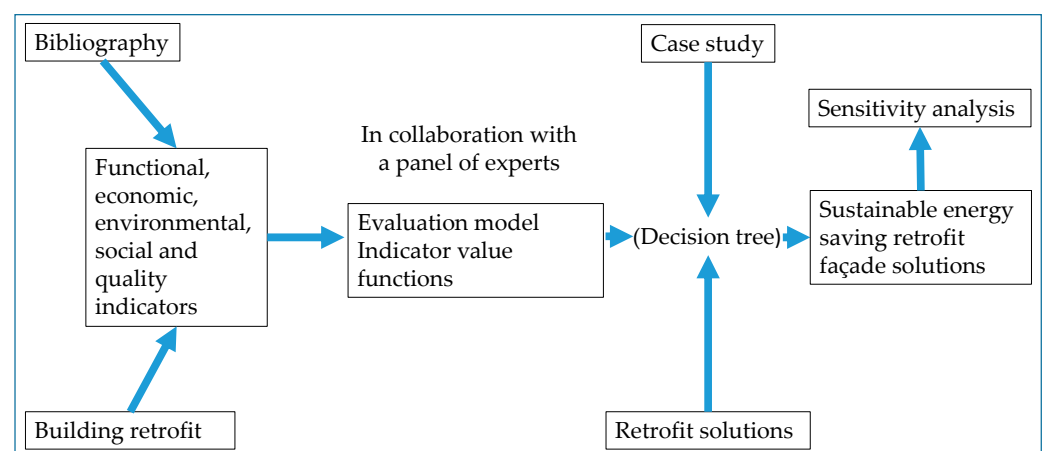 Bibliography
Case study
Sensitivity analysis
In collaboration with
a panel of experts
Functional,
economic,
environmental,
social and
quality
indicators
Evaluation model
Indicator value
functions
(Decision tree)
Sustainable energy
saving retrofit
façade solutions
Building retrofit
Retrofit solutions